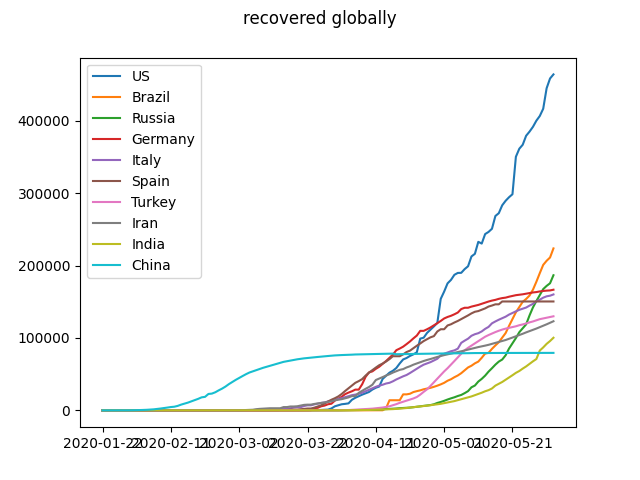 recovered globally
US
Brazil
Russia
Germany
Italy
Spain
Turkey
Iran
India
China
400000
300000
200000
100000
0
2020-01-22 2020-02-11 2020-03-02 2020-03-22 2020-04-11 2020-05-01 2020-05-21